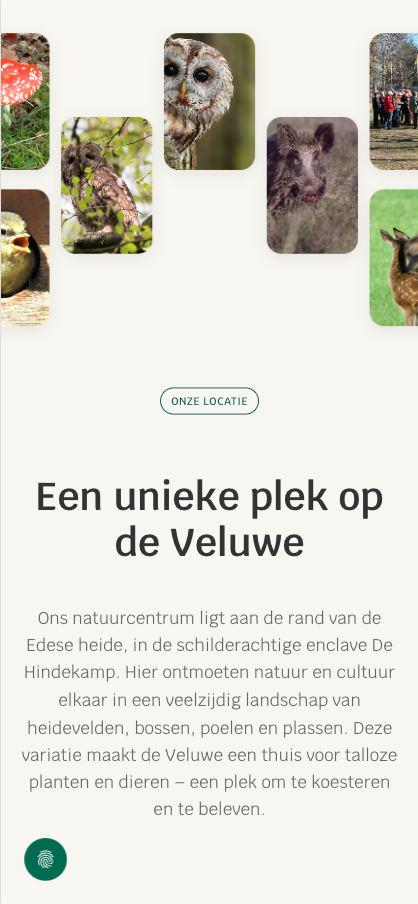 ONZE LOCATIE
Een unieke plek op
de Veluwe
Ons natuurcentrum ligt aan de rand van de
Edese heide, in de schilderachtige enclave De
Hindekamp. Hier ontmoeten natuur en cultuur
elkaar in een veelzijdig landschap van
heidevelden, bossen, poelen en plassen. Deze
variatie maakt de Veluwe een thuis voor talloze
planten en dieren – een plek om te koesteren
en te beleven.